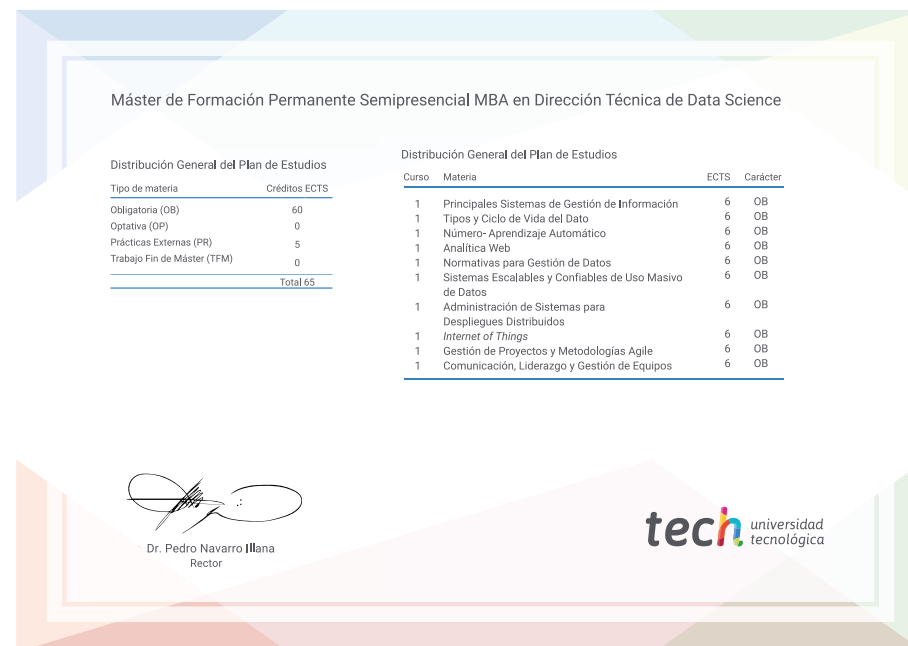 Máster de Formación Permanente Semipresencial MBA en Dirección Técnica de Data Science
Distribución General del Plan de Estudios
Tipo de materia Créditos ECTS
Obligatoria (OB) 60
Optativa (OP) 0
Prácticas Externas (PR) 5
Trabajo Fin de Máster (TFM) 0
Total 65
Distribución General del Plan de Estudios
Curso Materia ECTS Carácter
1 Principales Sistemas de Gestión de Información 6 OB
1 Tipos y Ciclo de Vida del Dato 6 OB
1 Número- Aprendizaje Automático 6 OB
1 Analítica Web 6 OB
1 Normativas para Gestión de Datos 6 OB
1 Sistemas Escalables y Confiables de Uso Masivo 6 OB
de Datos
1 Administración de Sistemas para 6 OB
Despliegues Distribuidos
1 Internet of Things 6 OB
1 Gestión de Proyectos y Metodologías Agile 6 OB
1 Comunicación, Liderazgo y Gestión de Equipos 6 OB
Dr. Pedro Navarro Illana
Rector
tech universidad
tecnológica